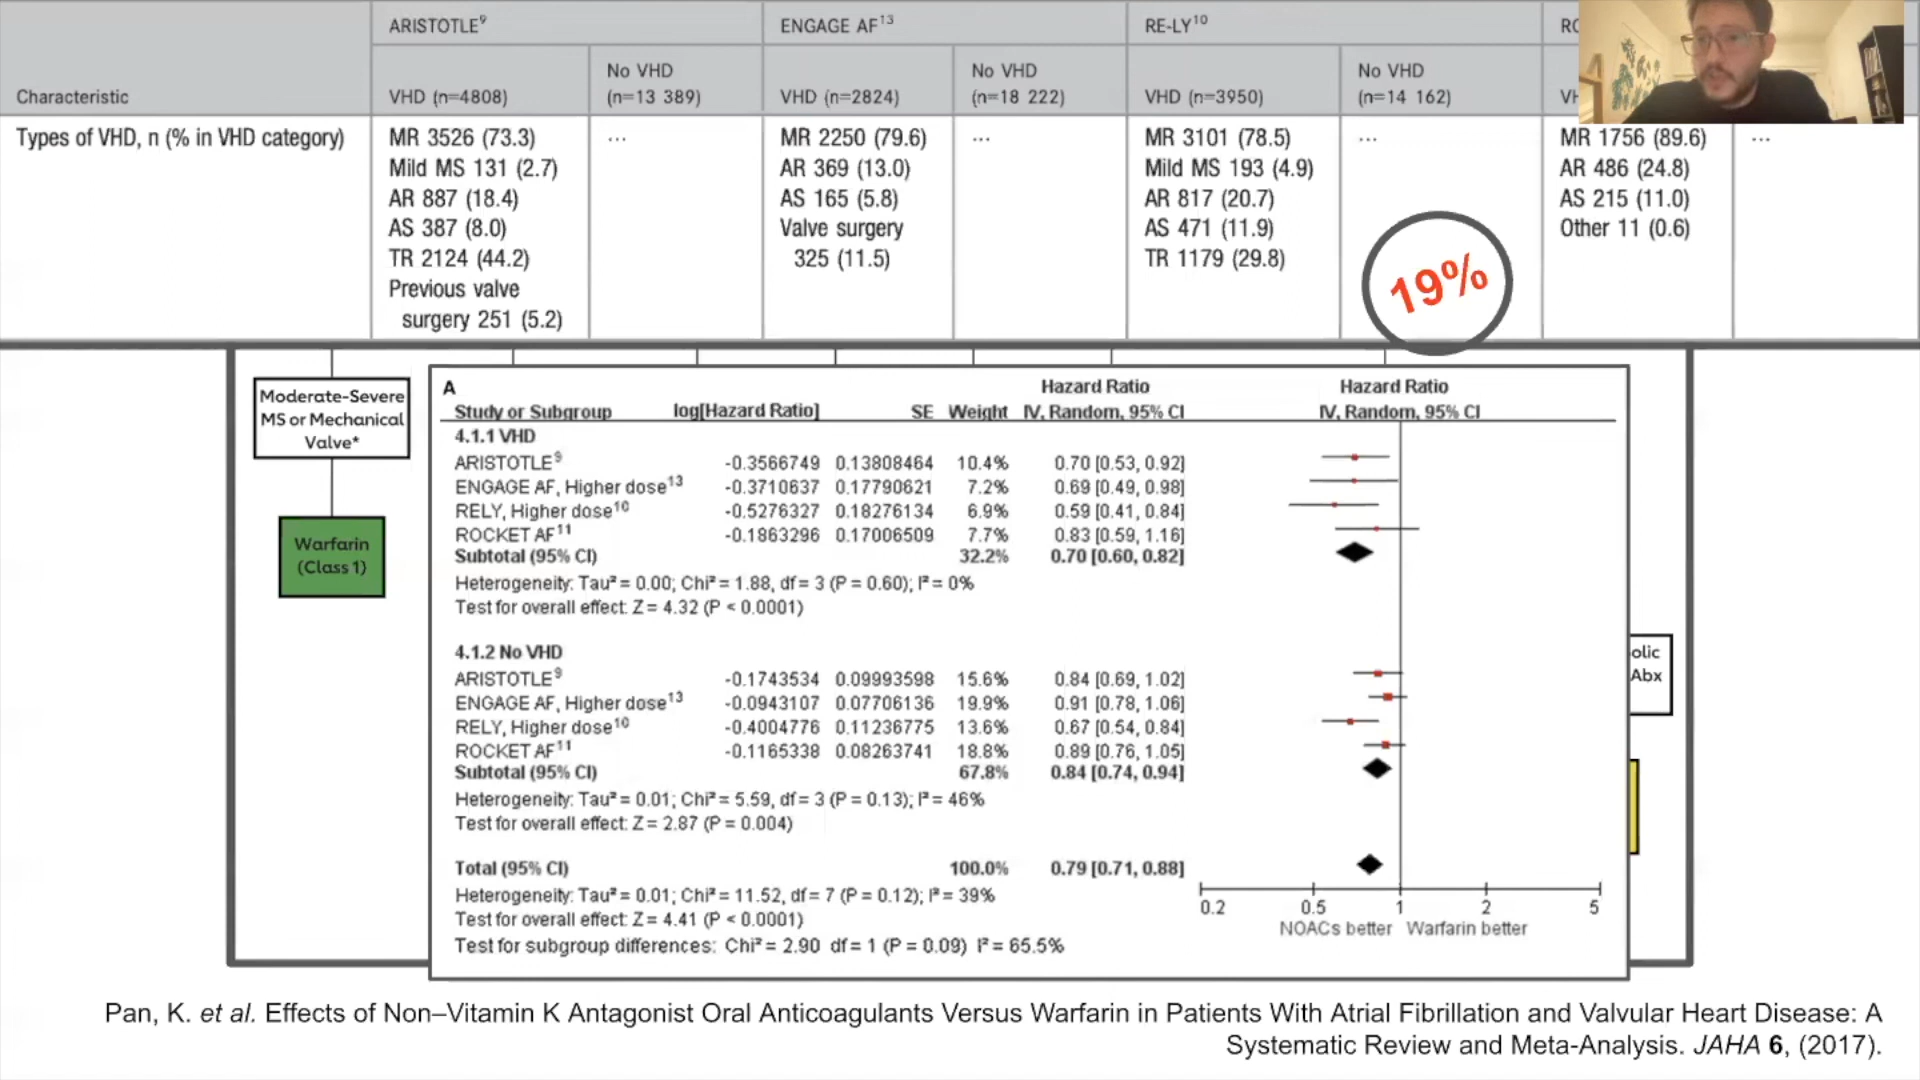 ARISTOTLE⁹ ENGAGE AF¹³ RE-LY¹⁰
Characteristic VHD (n=4808) No VHD (n=13 389) VHD (n=2824) No VHD (n=18 222) VHD (n=3950) No VHD (n=14 162)
Types of VHD, n (% in VHD category)
MR 3526 (73.3)
Mild MS 131 (2.7)
AR 887 (18.4)
AS 387 (8.0)
TR 2124 (44.2)
Previous valve
surgery 251 (5.2)
...
MR 2250 (79.6)
AR 369 (13.0)
AS 165 (5.8)
Valve surgery
325 (11.5)
...
MR 3101 (78.5)
Mild MS 193 (4.9)
AR 817 (20.7)
AS 471 (11.9)
TR 1179 (29.8)
...
19%
MR 1756 (89.6)
AR 486 (24.8)
AS 215 (11.0)
Other 11 (0.6)
...
Moderate-Severe
MS or Mechanical
Valve*
Warfarin
(Class 1)
A
Hazard Ratio Hazard Ratio
Study or Subgroup log[Hazard Ratio] SE Weight IV, Random, 95% CI IV, Random, 95% CI
4.1.1 VHD
ARISTOTLE⁹ -0.3566749 0.13808464 10.4% 0.70 [0.53, 0.92]
ENGAGE AF, Higher dose¹³ -0.3710637 0.17790621 7.2% 0.69 [0.49, 0.98]
RELY, Higher dose¹⁰ -0.5276327 0.18276134 6.9% 0.59 [0.41, 0.84]
ROCKET AF¹¹ -0.1863296 0.17006509 7.7% 0.83 [0.59, 1.16]
Subtotal (95% CI) 32.2% 0.70 [0.60, 0.82]
Heterogeneity: Tau² = 0.00; Chi² = 1.88, df = 3 (P = 0.60); I² = 0%
Test for overall effect: Z = 4.32 (P < 0.0001)
4.1.2 No VHD
ARISTOTLE⁹ -0.1743534 0.09993598 15.6% 0.84 [0.69, 1.02]
ENGAGE AF, Higher dose¹³ -0.0943107 0.07706136 19.9% 0.91 [0.78, 1.06]
RELY, Higher dose¹⁰ -0.4004776 0.11236775 13.6% 0.67 [0.54, 0.84]
ROCKET AF¹¹ -0.1165338 0.08263741 18.8% 0.89 [0.76, 1.05]
Subtotal (95% CI) 67.8% 0.84 [0.74, 0.94]
Heterogeneity: Tau² = 0.01; Chi² = 5.59, df = 3 (P = 0.13); I² = 46%
Test for overall effect: Z = 2.87 (P = 0.004)
Total (95% CI) 100.0% 0.79 [0.71, 0.88]
Heterogeneity: Tau² = 0.01; Chi² = 11.52, df = 7 (P = 0.12); I² = 39%
Test for overall effect: Z = 4.41 (P < 0.0001)
Test for subgroup differences: Chi² = 2.90 df = 1 (P = 0.09) I² = 65.5%
0.2 0.5 1 2 5
NOACs better Warfarin better
olic
Abx
Pan, K. et al. Effects of Non–Vitamin K Antagonist Oral Anticoagulants Versus Warfarin in Patients With Atrial Fibrillation and Valvular Heart Disease: A
Systematic Review and Meta-Analysis. JAHA 6, (2017).